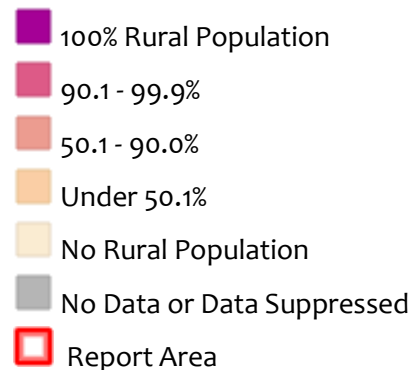 100% Rural Population
90.1 - 99.9%
50.1 - 90.0%
Under 50.1%
No Rural Population
No Data or Data Suppressed
Report Area